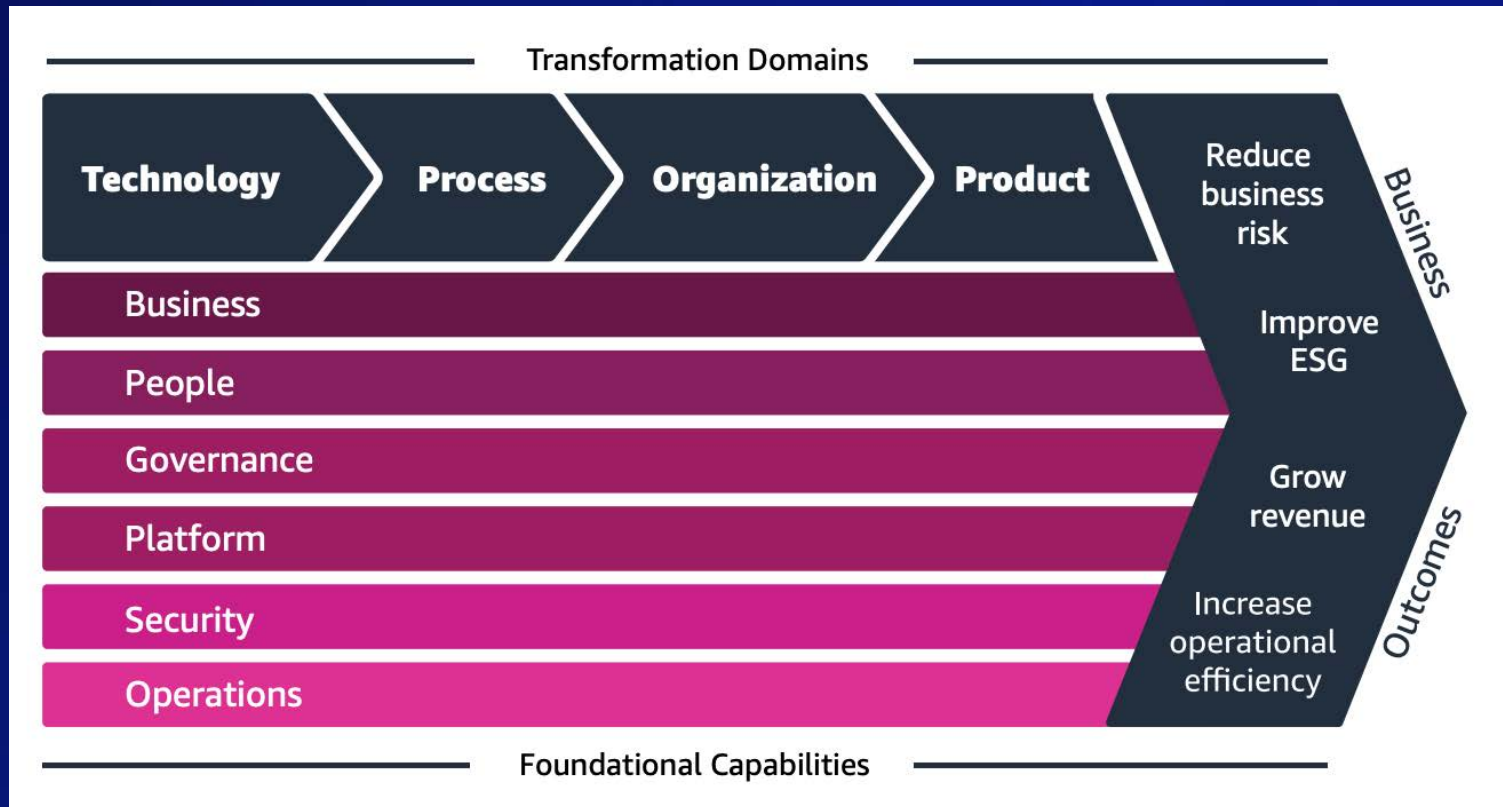 Transformation Domains
Technology
Process
Organization
Product
Reduce
business
risk
Improve
ESG
Grow
revenue
Increase
operational
efficiency
Business
Outcomes
Business
People
Governance
Platform
Security
Operations
Foundational Capabilities